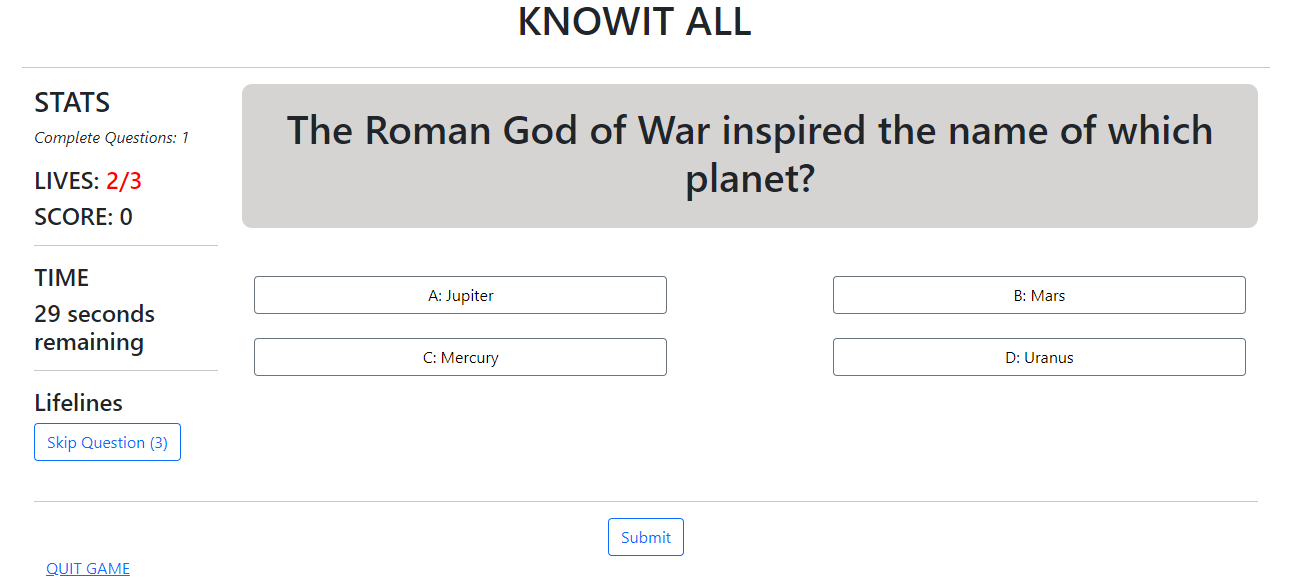 KNOWIT ALL
STATS
Complete Questions: 1
LIVES: 2/3
SCORE: 0
TIME
29 seconds
remaining
Lifelines
Skip Question (3)
The Roman God of War inspired the name of which
planet?
A: Jupiter
B: Mars
C: Mercury
D: Uranus
Submit
QUIT GAME